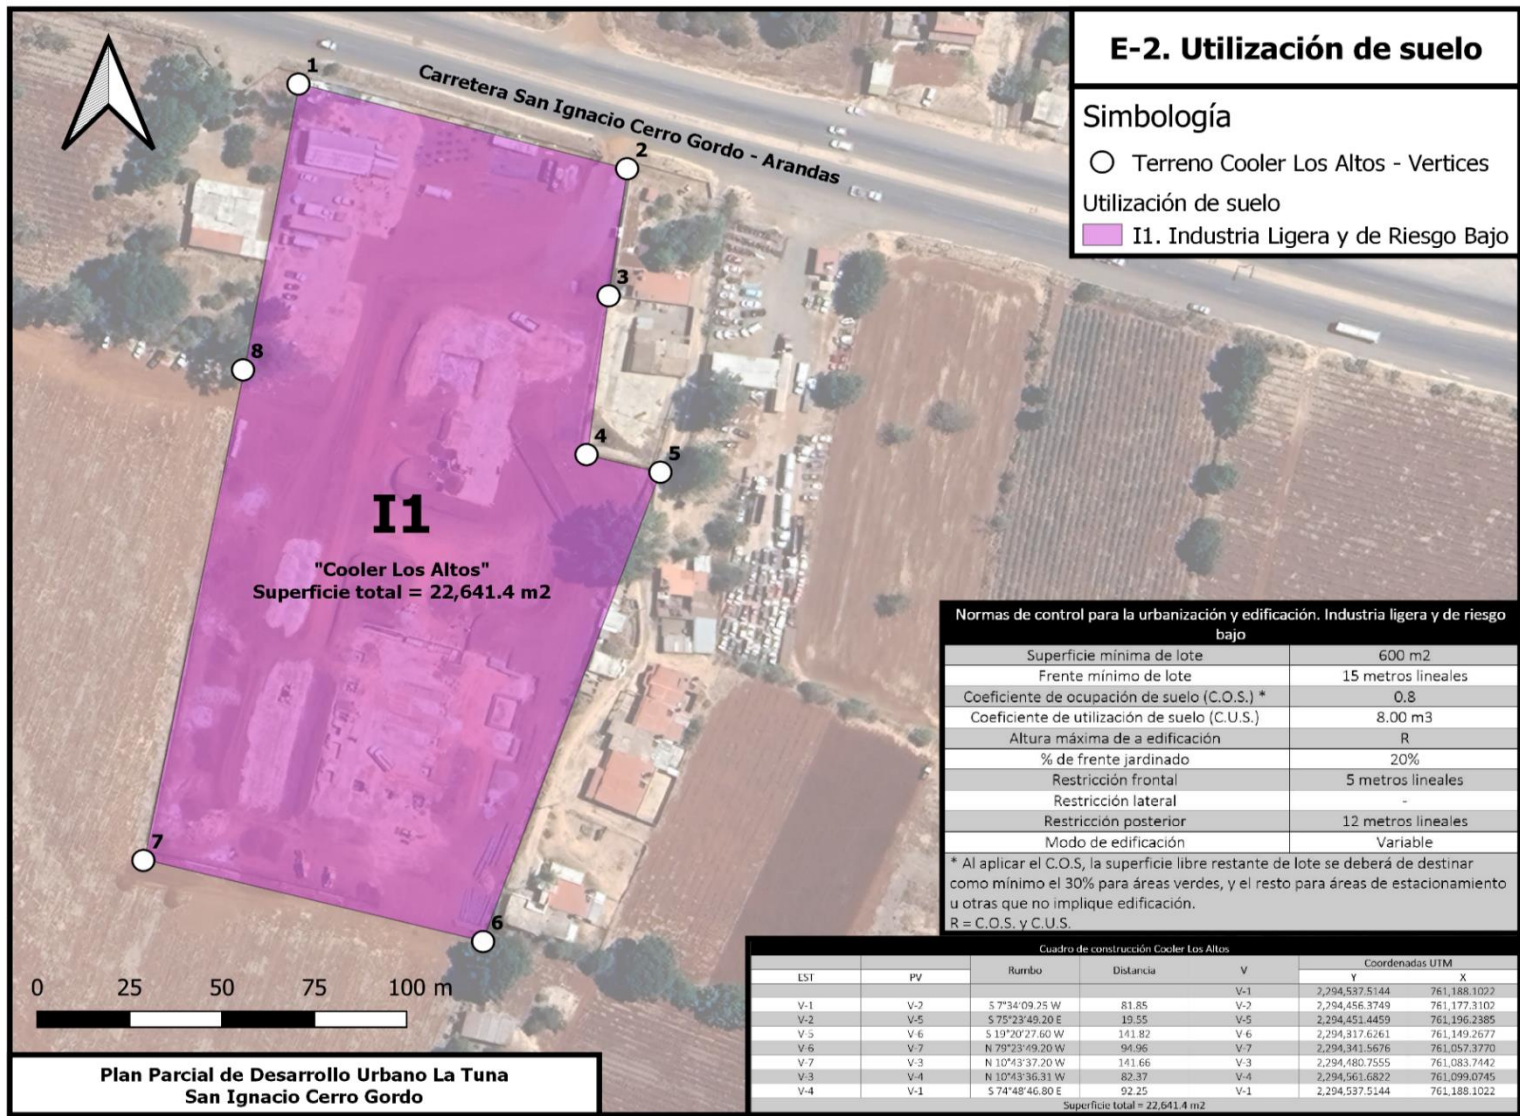 E-2. Utilización de suelo
Simbología
Terreno Cooler Los Altos - Vertices
Utilización de suelo
I1. Industria Ligera y de Riesgo Bajo
Carretera San Ignacio Cerro Gordo - Arandas
1
2
3
8
4
5
I1
"Cooler Los Altos"
Superficie total = 22,641.4 m2
7
6
0 25 50 75 100 m
Plan Parcial de Desarrollo Urbano La Tuna
San Ignacio Cerro Gordo
Normas de control para la urbanización y edificación. Industria ligera y de riesgo
bajo
Superficie mínima de lote 600 m2
Frente mínimo de lote 15 metros lineales
Coeficiente de ocupación de suelo (C.O.S.) * 0.8
Coeficiente de utilización de suelo (C.U.S.) 8.00 m3
Altura máxima de a edificación R
% de frente jardinado 20%
Restricción frontal 5 metros lineales
Restricción lateral -
Restricción posterior 12 metros lineales
Modo de edificación Variable
* Al aplicar el C.O.S, la superficie libre restante de lote se deberá de destinar
como mínimo el 30% para áreas verdes, y el resto para áreas de estacionamiento
u otras que no implique edificación.
R = C.O.S. y C.U.S.
Cuadro de construcción Cooler Los Altos
EST PV Rumbo Distancia V Coordenadas UTM
Y X
V-1 2,294,537.5144 761,188.1022
V-1 V-2 S 7°34'09.25 W 81.85 V-2 2,294,456.3749 761,177.3102
V-2 V-5 S 75°23'49.20 E 19.55 V-5 2,294,451.4459 761,196.2385
V-5 V-6 S 19°20'27.60 W 141.82 V-6 2,294,317.6261 761,149.2677
V-6 V-7 N 79°23'49.20 W 94.96 V-7 2,294,341.5676 761,057.3770
V-7 V-3 N 10°43'37.20 W 141.66 V-3 2,294,480.7555 761,083.7442
V-3 V-4 N 10°43'36.31 W 82.37 V-4 2,294,561.6822 761,099.0745
V-4 V-1 S 74°48'46.80 E 92.25 V-1 2,294,537.5144 761,188.1022
Superficie total = 22,641.4 m2